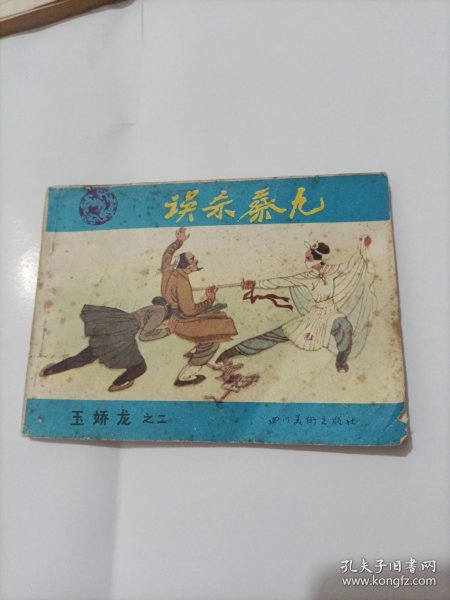 误杀蔡九
玉娇龙 之二
四川美术出版社
孔夫子旧书网
www.kongfz.com